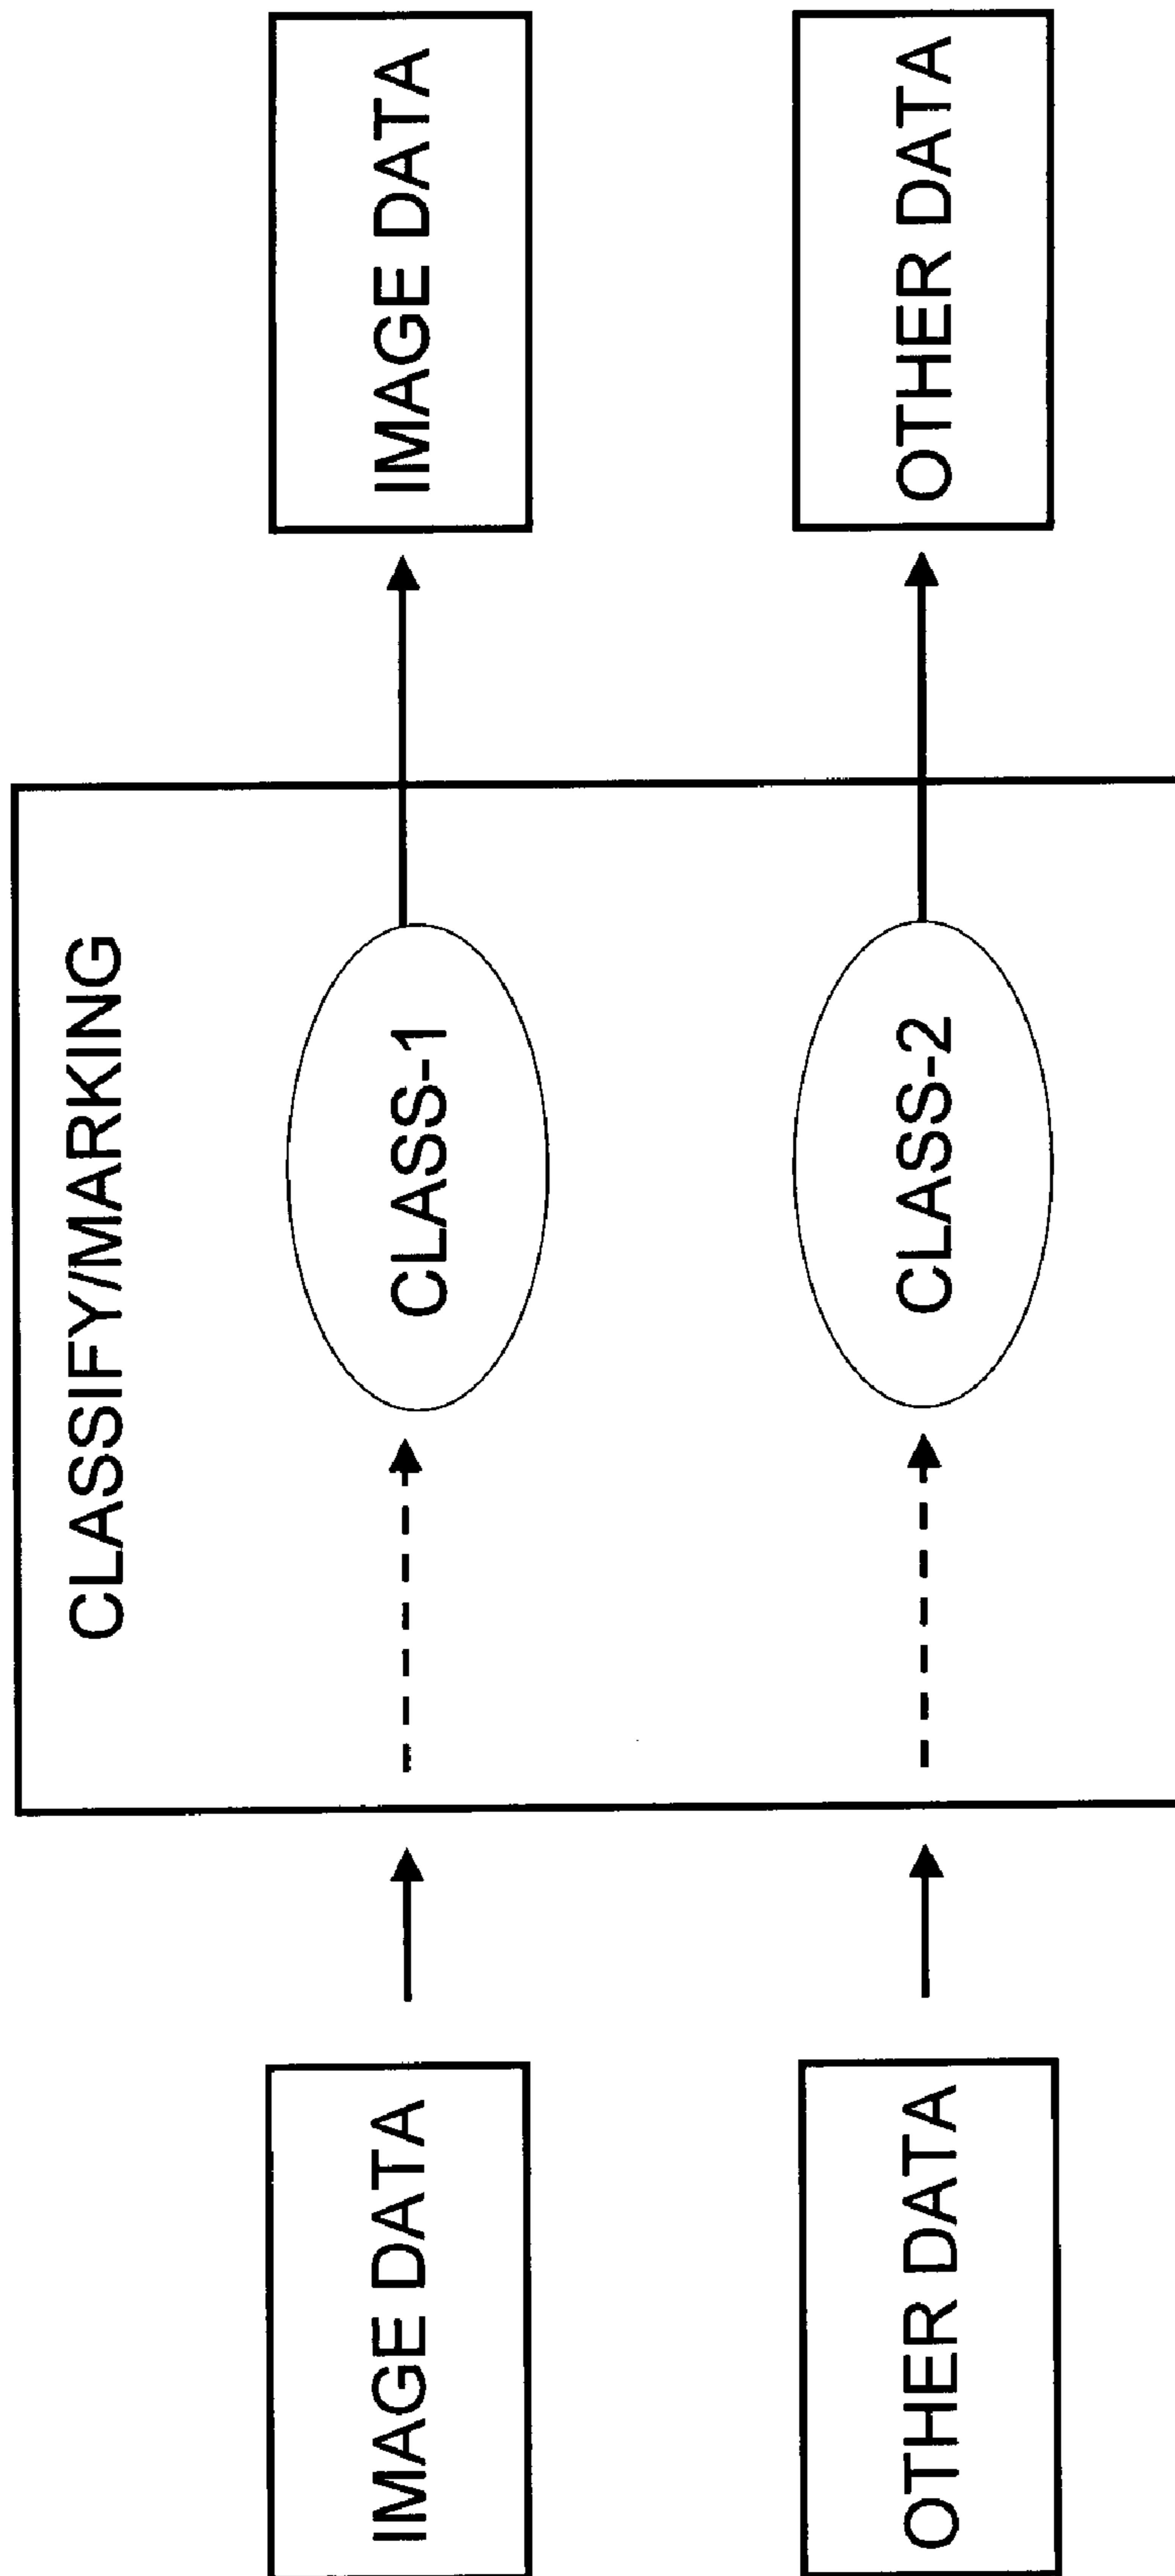 CLASSIFY/MARKING
IMAGE DATA
CLASS-1
IMAGE DATA
OTHER DATA
CLASS-2
OTHER DATA